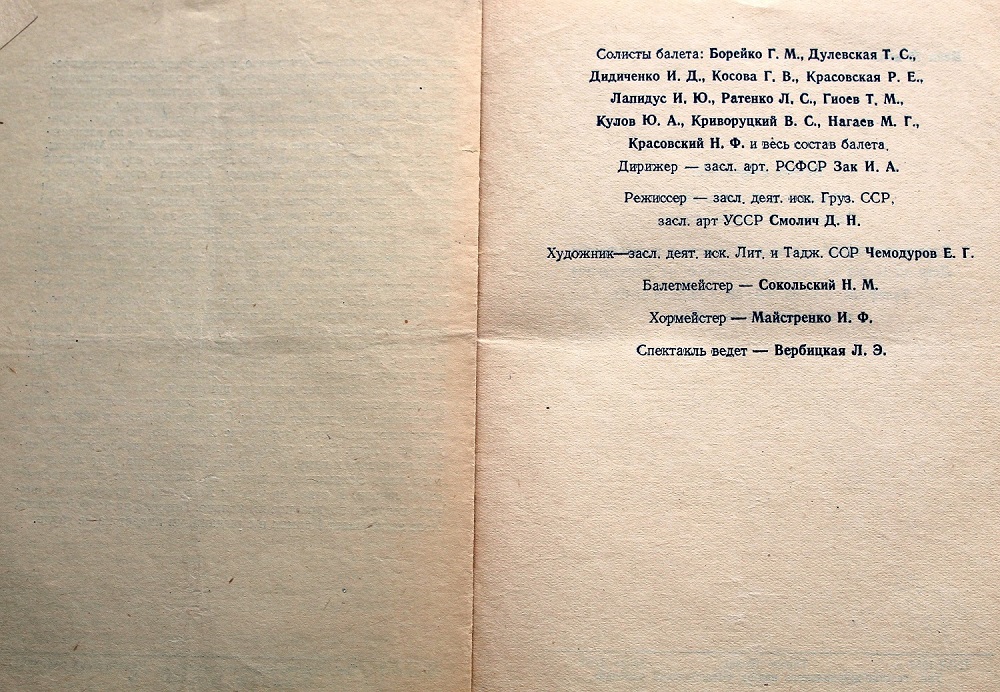 Солисты балета: Борейко Г. М., Дулевская Т. С.,
Дидиченко И. Д., Косова Г. В., Красовская Р. Е.,
Лапидус И. Ю., Ратенко Л. С., Гиоев Т. М.,
Кулов Ю. А., Криворуцкий В. С., Нагаев М. Г.,
Красовский Н. Ф. и весь состав балета.
Дирижер — засл. арт. РСФСР Зак И. А.
Режиссер — засл. деят. иск. Груз. ССР,
засл. арт УССР Смолич Д. Н.
Художник—засл. деят. иск. Лит. и Тадж. ССР Чемодуров Е. Г.
Балетмейстер — Сокольский Н. М.
Хормейстер — Майстренко И. Ф.
Спектакль ведет — Вербицкая Л. Э.